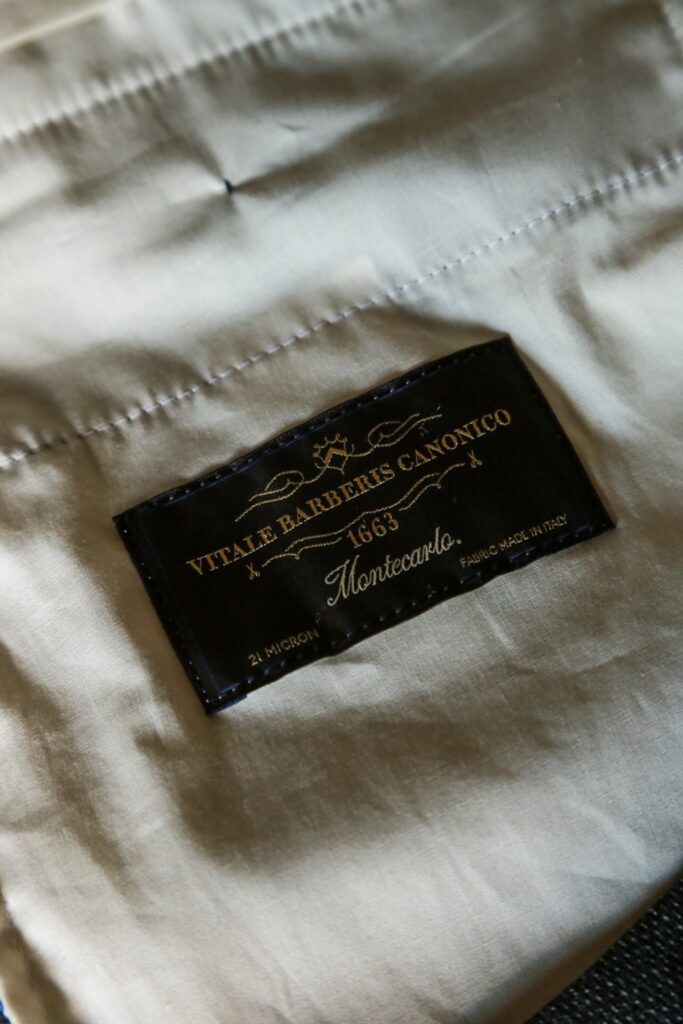 VITALE BARBERIS CANONICO
1663
Montecarlo.
21 MICRON
FABRIC MADE IN ITALY